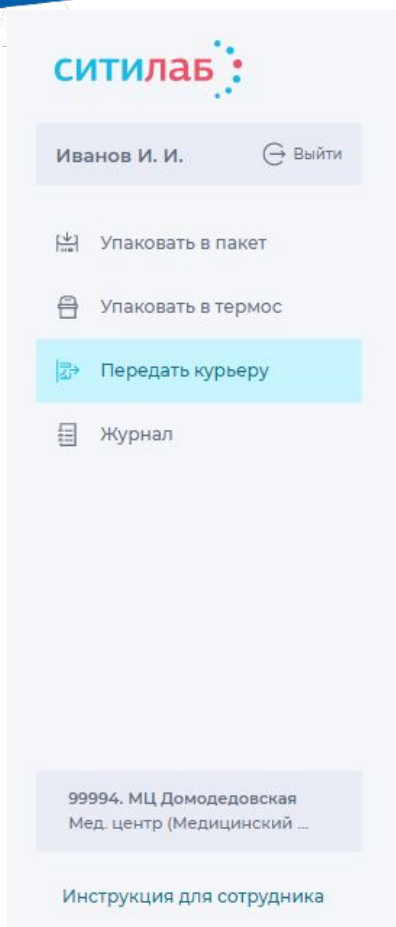 ситилаб
Иванов И. И. Выйти
Упаковать в пакет
Упаковать в термос
Передать курьеру
Журнал
99994. МЦ Домодедовская
Мед. центр (Медицинский ...
Инструкция для сотрудника